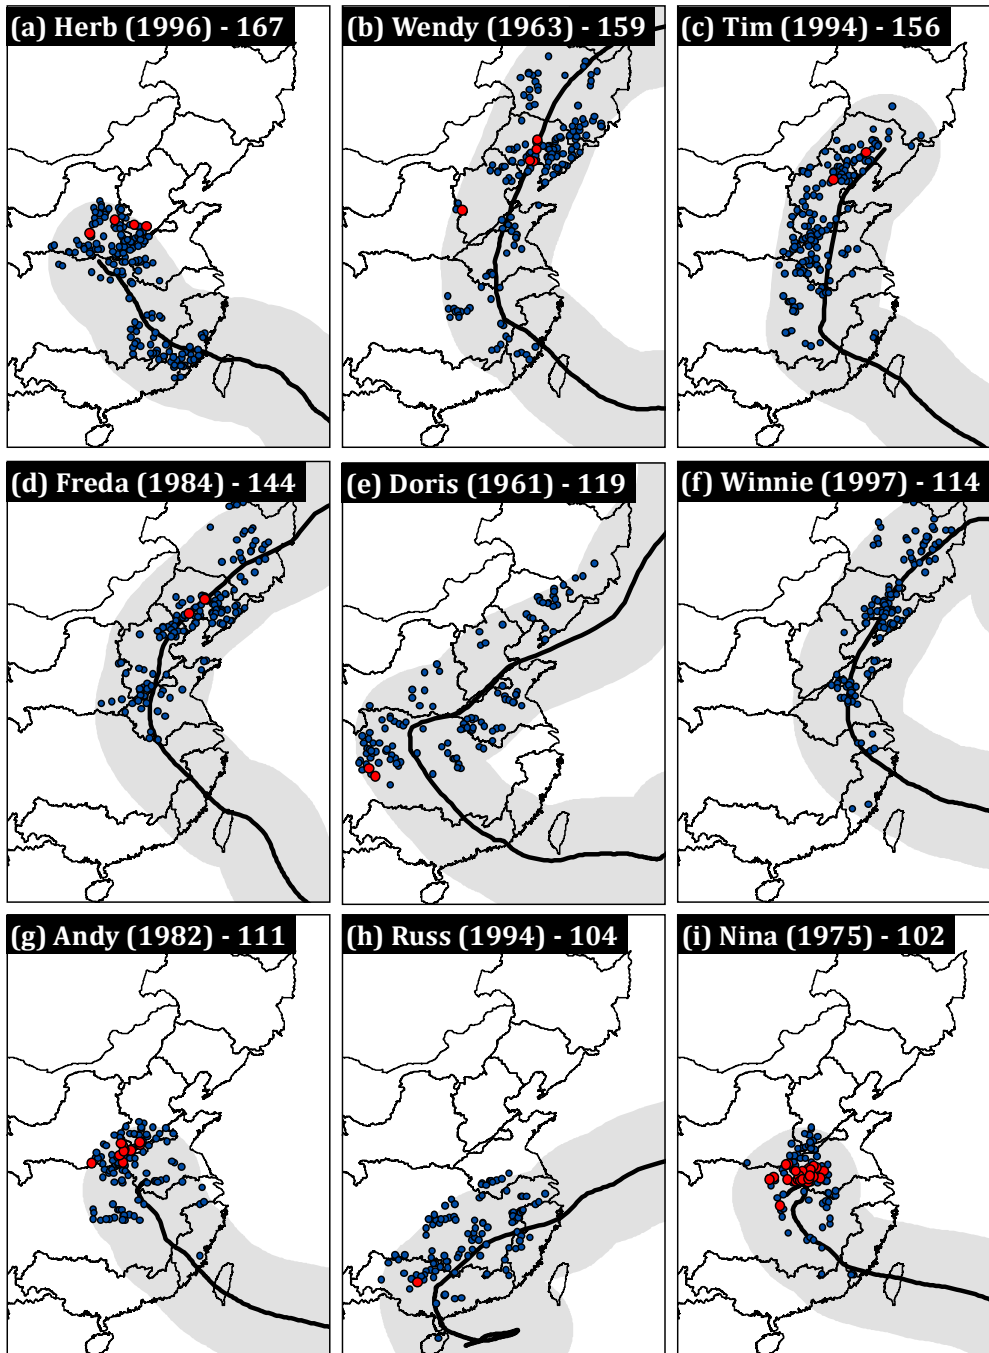 (a) Herb (1996) - 167
(b) Wendy (1963) - 159
(c) Tim (1994) - 156
(d) Freda (1984) - 144
(e) Doris (1961) - 119
(f) Winnie (1997) - 114
(g) Andy (1982) - 111
(h) Russ (1994) - 104
(i) Nina (1975) - 102